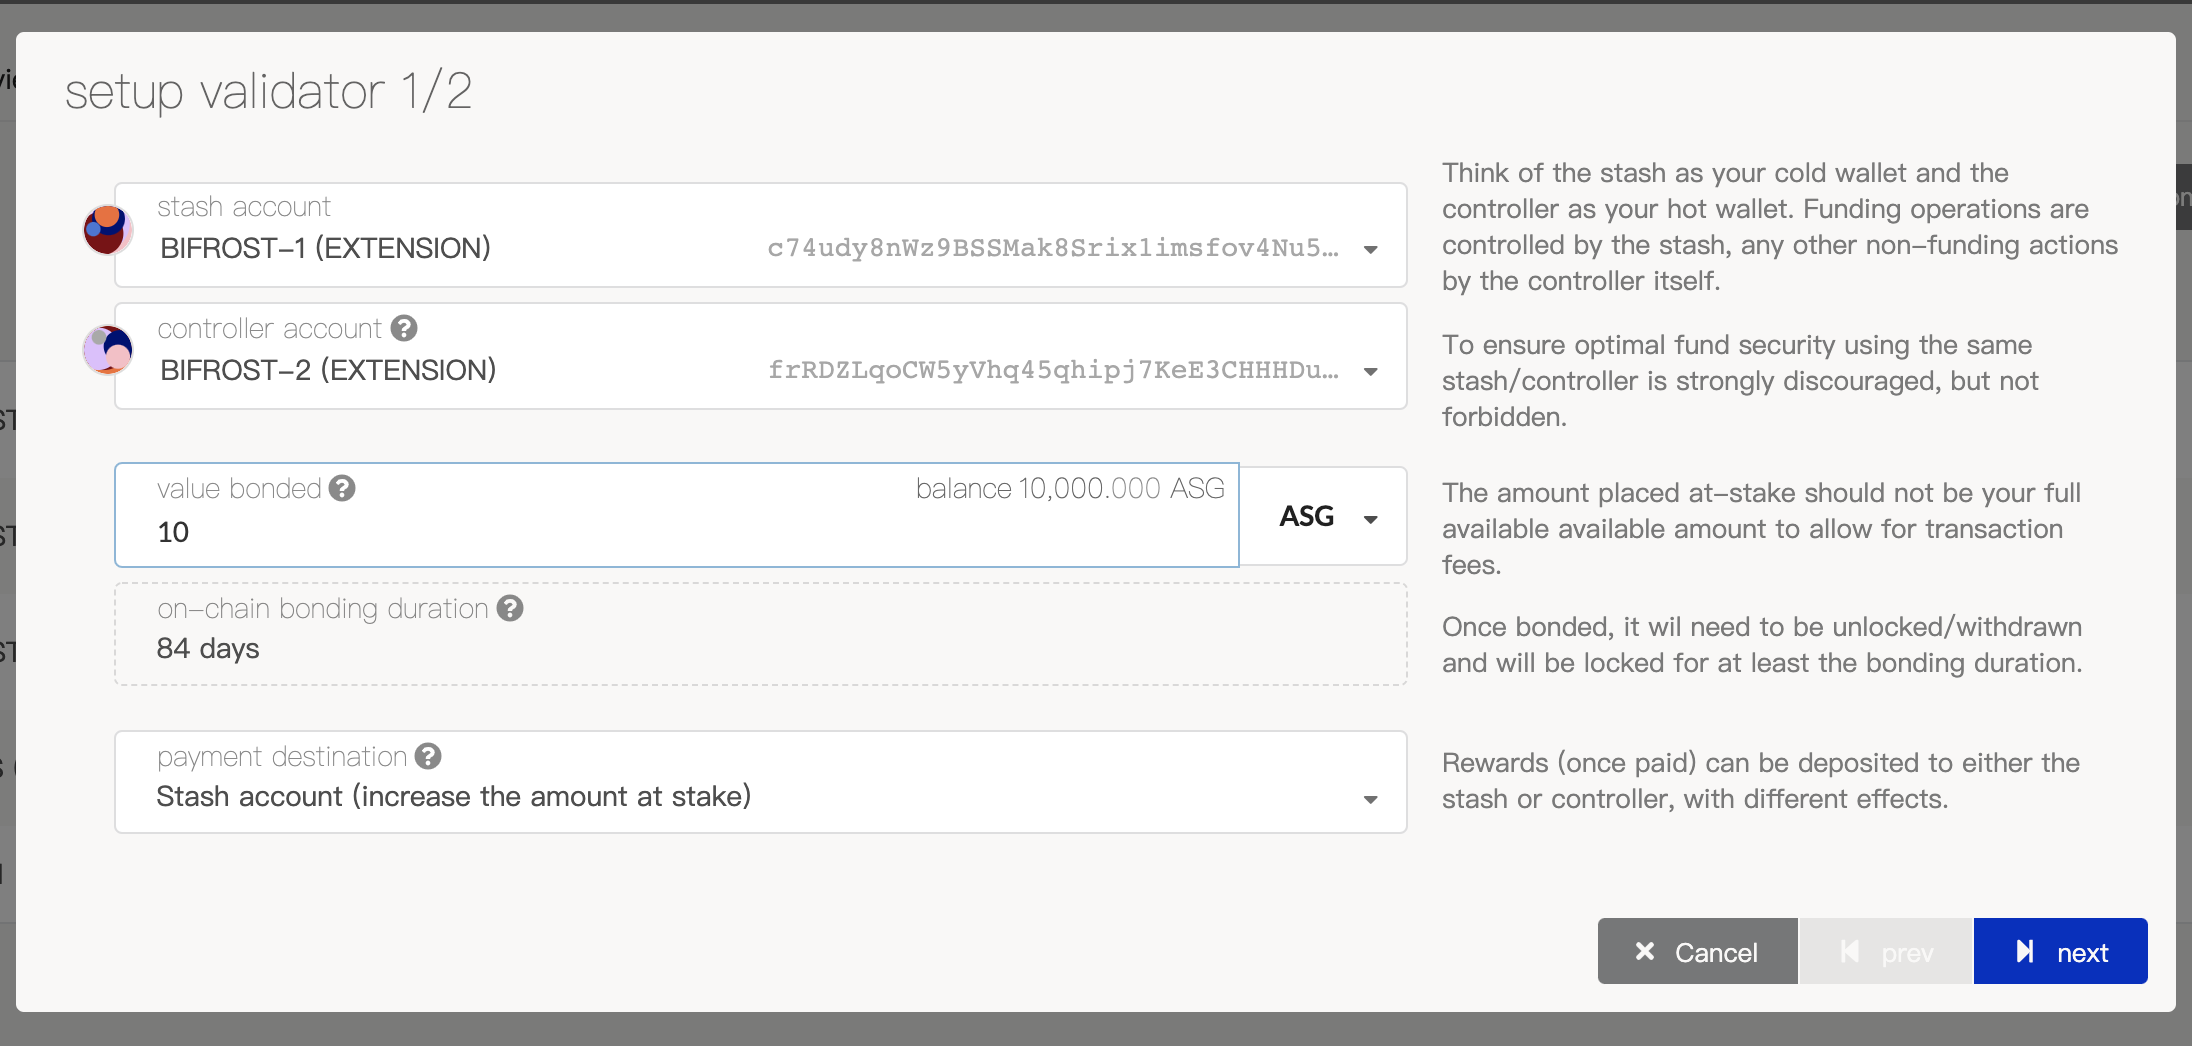 setup validator 1/2
stash account
BIFROST-1 (EXTENSION)
c74udy8nWz9BSSMak8Srix1imsfov4Nu5…
controller account
BIFROST-2 (EXTENSION)
frRDZLqoCW5yVhq45qhipj7KeE3CHHHDu…
Think of the stash as your cold wallet and the
controller as your hot wallet. Funding operations are
controlled by the stash, any other non-funding actions
by the controller itself.
To ensure optimal fund security using the same
stash/controller is strongly discouraged, but not
forbidden.
value bonded
balance 10,000.000 ASG
10
ASG
on-chain bonding duration
84 days
The amount placed at-stake should not be your full
available available amount to allow for transaction
fees.
Once bonded, it wil need to be unlocked/withdrawn
and will be locked for at least the bonding duration.
payment destination
Stash account (increase the amount at stake)
Rewards (once paid) can be deposited to either the
stash or controller, with different effects.
Cancel
prev
next